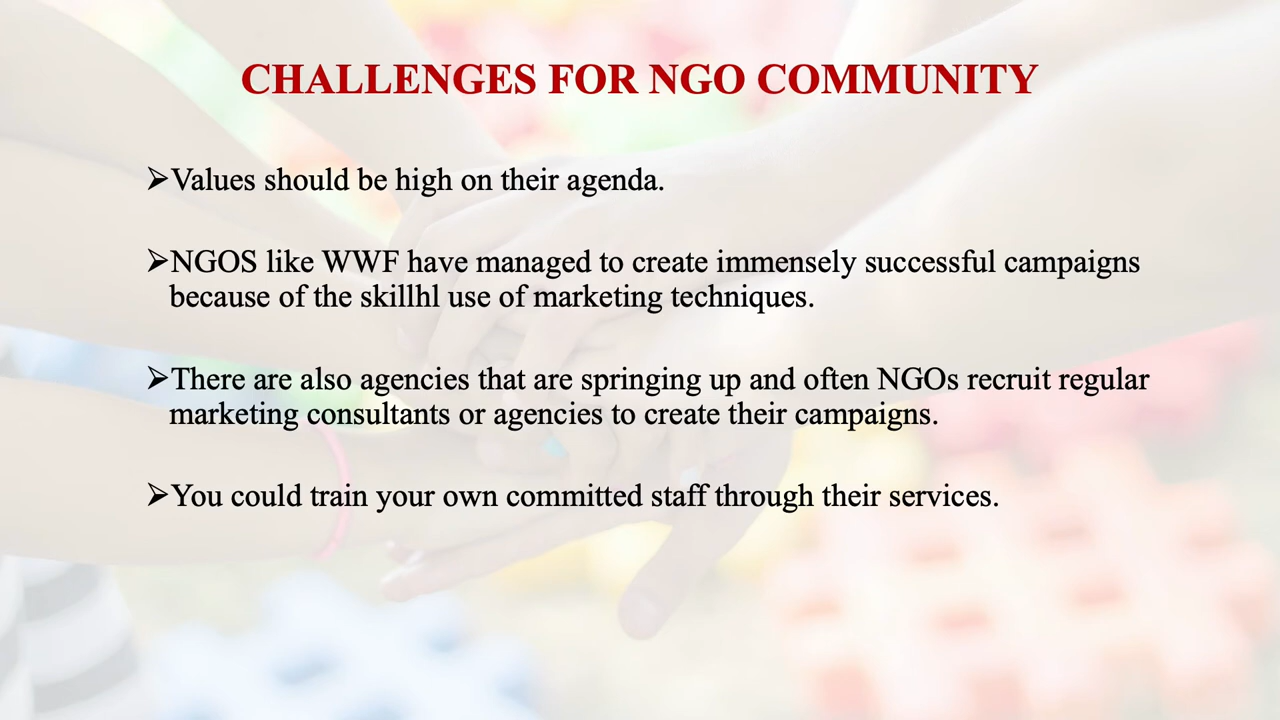 CHALLENGES FOR NGO COMMUNITY
➢Values should be high on their agenda.
➢NGOS like WWF have managed to create immensely successful campaigns
because of the skillhl use of marketing techniques.
➢There are also agencies that are springing up and often NGOs recruit regular
marketing consultants or agencies to create their campaigns.
➢You could train your own committed staff through their services.